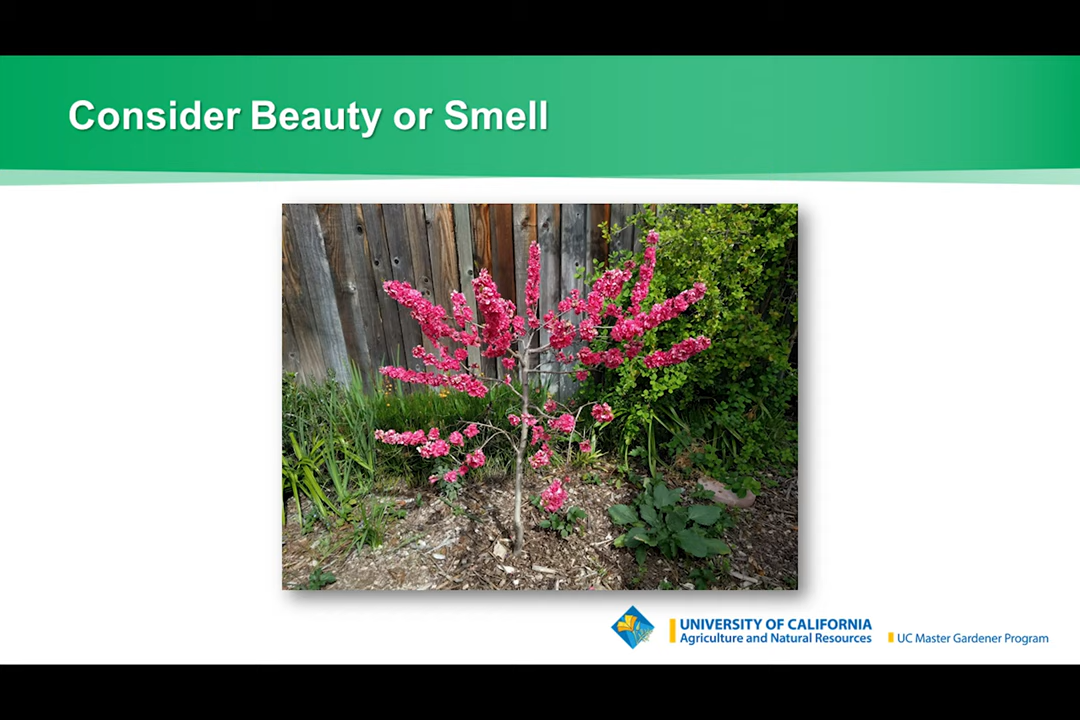 Consider Beauty or Smell
UNIVERSITY OF CALIFORNIA
Agriculture and Natural Resources
UC Master Gardener Program